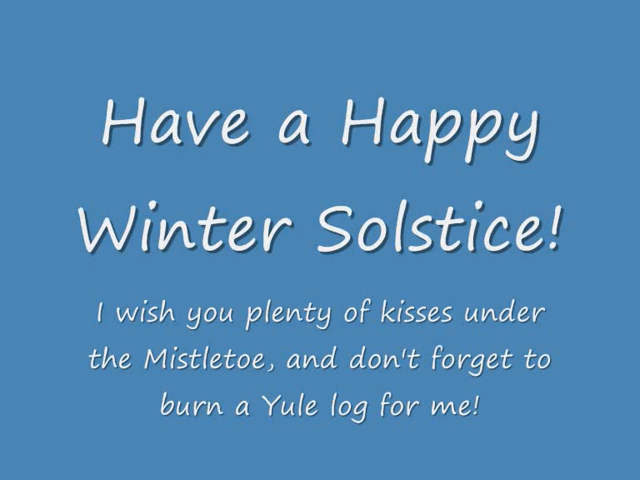 Have a Happy
Winter Solstice!
I wish you plenty of kisses under
the Mistletoe, and don't forget to
burn a Yule log for me!